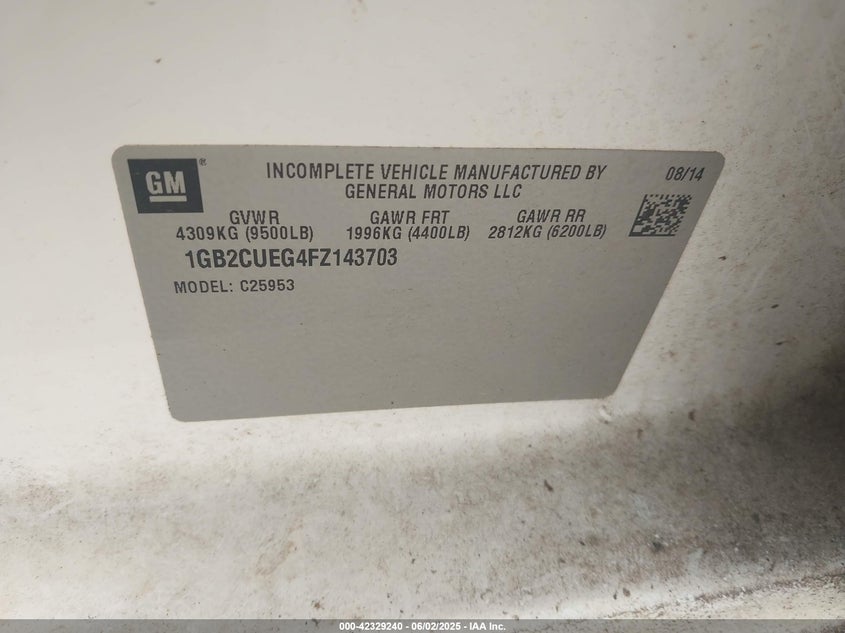 GM®
INCOMPLETE VEHICLE MANUFACTURED BY
GENERAL MOTORS LLC
08/14
GVWR GAWR FRT GAWR RR
4309KG (9500LB) 1996KG (4400LB) 2812KG (6200LB)
1GB2CUEG4FZ143703
MODEL: C25953
000-42329240 - 06/02/2025 - IAA Inc.